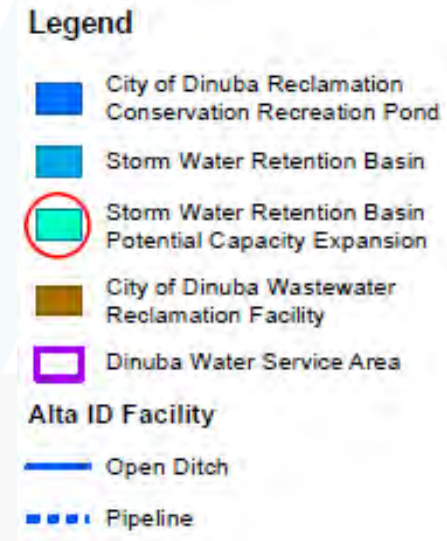 Legend
City of Dinuba Reclamation
Conservation Recreation Pond
Storm Water Retention Basin
Storm Water Retention Basin
Potential Capacity Expansion
City of Dinuba Wastewater
Reclamation Facility
Dinuba Water Service Area
Alta ID Facility
Open Ditch
Pipeline